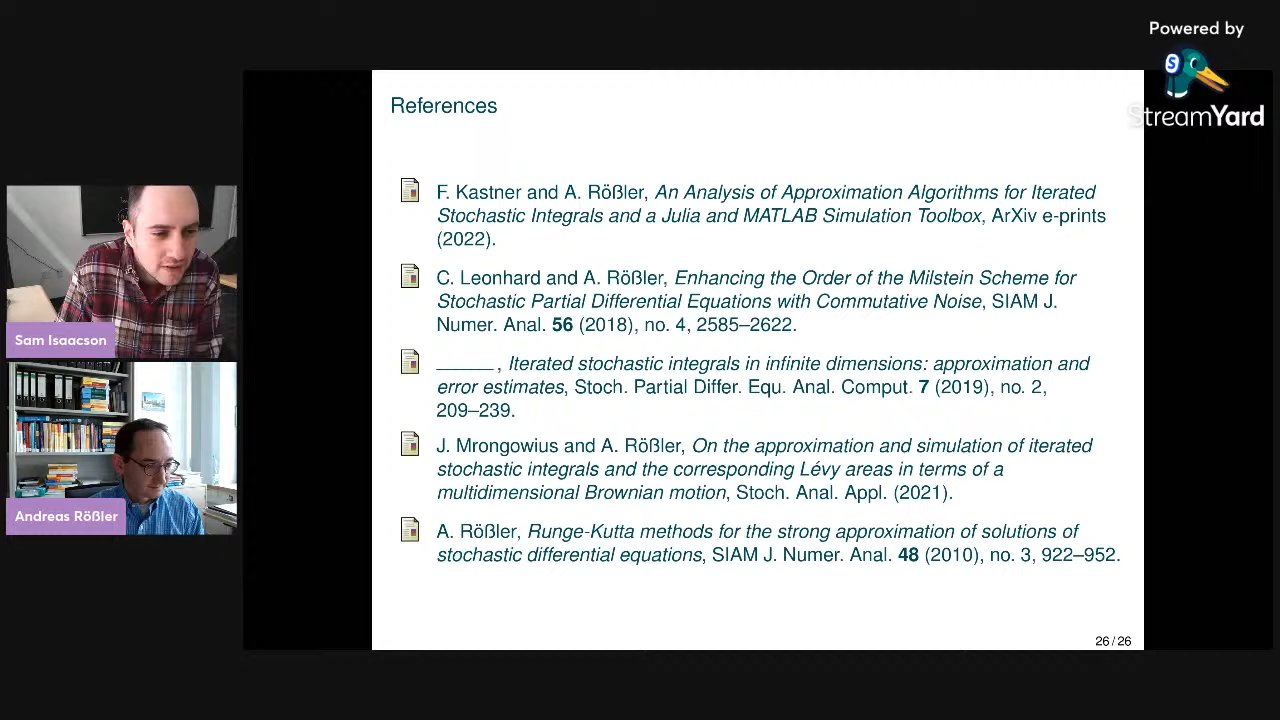 Powered by
StreamYard
References
F. Kastner and A. Rößler, An Analysis of Approximation Algorithms for Iterated
Stochastic Integrals and a Julia and MATLAB Simulation Toolbox, ArXiv e-prints
(2022).
C. Leonhard and A. Rößler, Enhancing the Order of the Milstein Scheme for
Stochastic Partial Differential Equations with Commutative Noise, SIAM J.
Numer. Anal. 56 (2018), no. 4, 2585–2622.
______, Iterated stochastic integrals in infinite dimensions: approximation and
error estimates, Stoch. Partial Differ. Equ. Anal. Comput. 7 (2019), no. 2,
209–239.
J. Mrongowius and A. Rößler, On the approximation and simulation of iterated
stochastic integrals and the corresponding Lévy areas in terms of a
multidimensional Brownian motion, Stoch. Anal. Appl. (2021).
A. Rößler, Runge-Kutta methods for the strong approximation of solutions of
stochastic differential equations, SIAM J. Numer. Anal. 48 (2010), no. 3, 922–952.
26 / 26
Sam Isaacson
Andreas Rößler